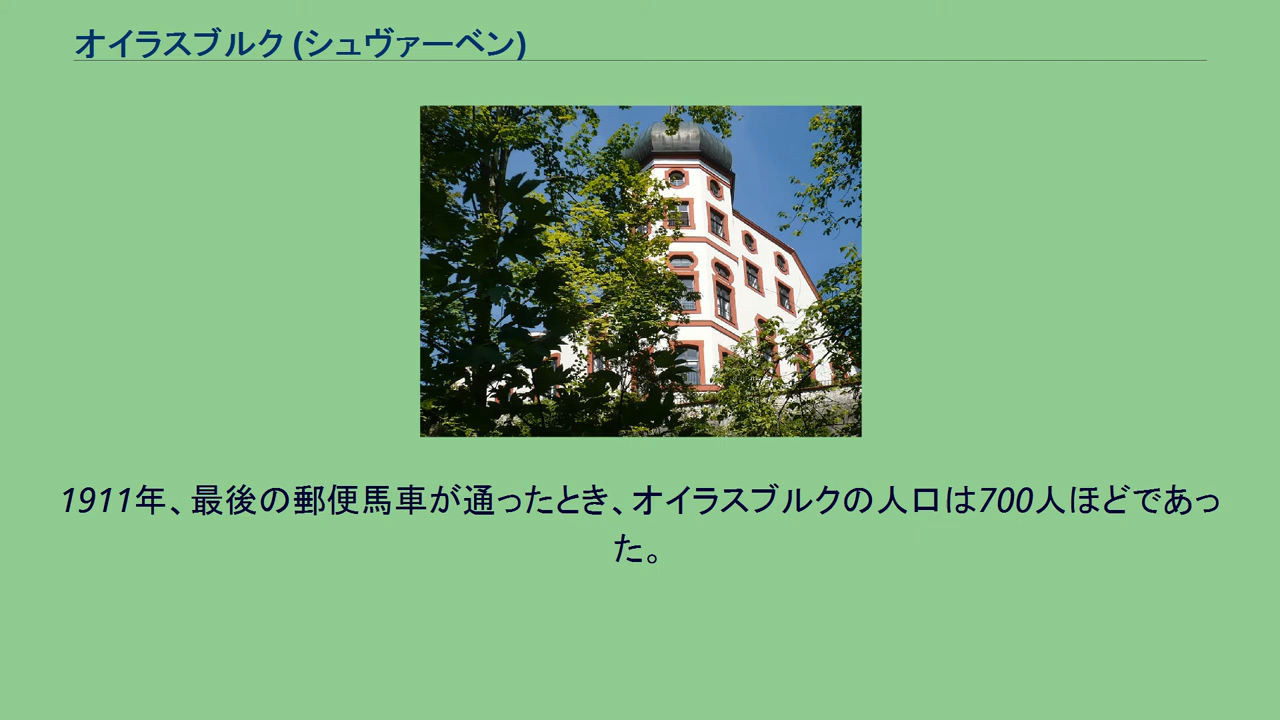 オイラスブルク (シュヴァーベン)
1911年、最後の郵便馬車が通ったとき、オイラスブルクの人口は700人ほどであっ
た。